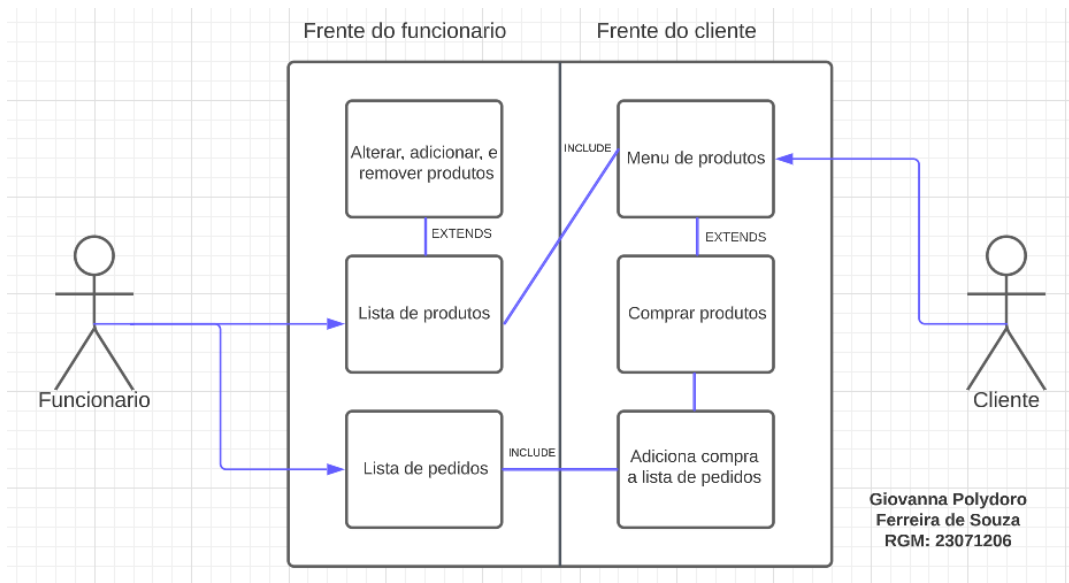 Frente do funcionario
Frente do cliente
Alterar, adicionar, e
remover produtos
INCLUDE
Menu de produtos
EXTENDS
EXTENDS
Lista de produtos
Comprar produtos
Funcionario
Cliente
Lista de pedidos
INCLUDE
Adiciona compra
a lista de pedidos
Giovanna Polydoro
Ferreira de Souza
RGM: 23071206